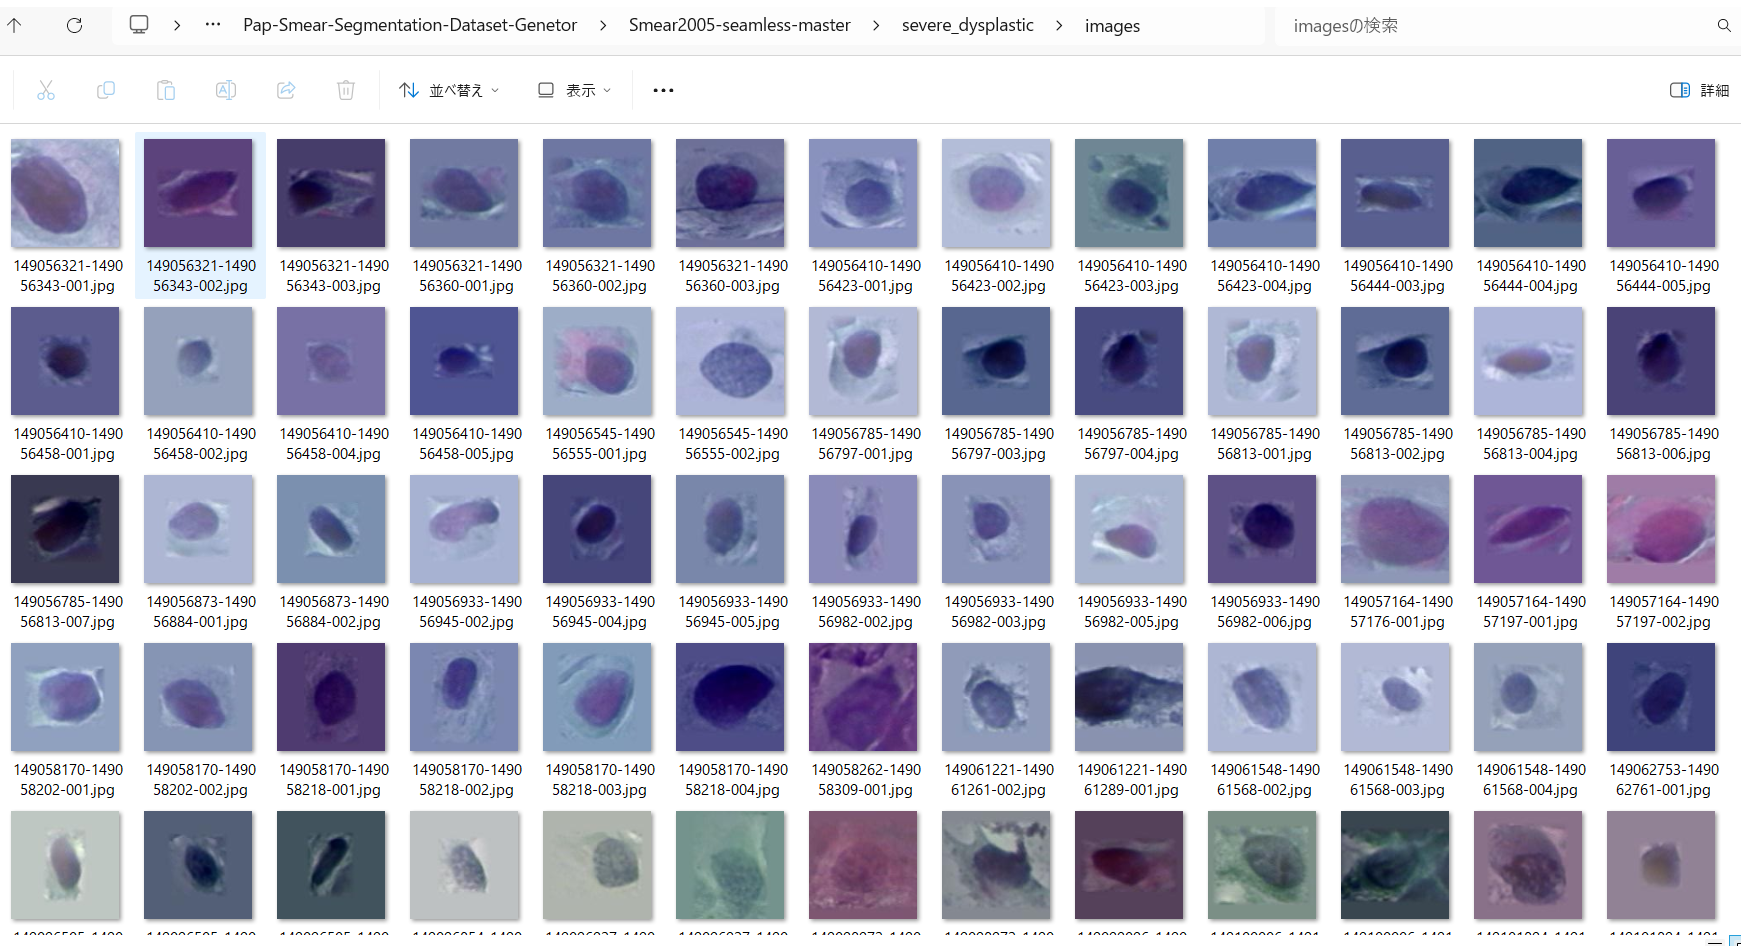 … Pap-Smear-Segmentation-Dataset-Genetor > Smear2005-seamless-master > severe_dysplastic > images
imagesの検索
並べ替え
表示
詳細
149056321-149056343-001.jpg
149056321-149056343-002.jpg
149056321-149056343-003.jpg
149056321-149056360-001.jpg
149056321-149056360-002.jpg
149056321-149056360-003.jpg
149056410-149056423-001.jpg
149056410-149056423-002.jpg
149056410-149056423-003.jpg
149056410-149056423-004.jpg
149056410-149056444-003.jpg
149056410-149056444-004.jpg
149056410-149056444-005.jpg
149056410-149056458-001.jpg
149056410-149056458-002.jpg
149056410-149056458-004.jpg
149056410-149056458-005.jpg
149056545-149056555-001.jpg
149056545-149056555-002.jpg
149056785-149056797-001.jpg
149056785-149056797-003.jpg
149056785-149056797-004.jpg
149056785-149056813-001.jpg
149056785-149056813-002.jpg
149056785-149056813-004.jpg
149056785-149056813-006.jpg
149056785-149056813-007.jpg
149056873-149056884-001.jpg
149056873-149056884-002.jpg
149056933-149056945-002.jpg
149056933-149056945-004.jpg
149056933-149056945-005.jpg
149056933-149056982-002.jpg
149056933-149056982-003.jpg
149056933-149056982-005.jpg
149056933-149056982-006.jpg
149057164-149057176-001.jpg
149057164-149057197-001.jpg
149057164-149057197-002.jpg
149058170-149058202-001.jpg
149058170-149058202-002.jpg
149058170-149058218-001.jpg
149058170-149058218-002.jpg
149058170-149058218-003.jpg
149058170-149058218-004.jpg
149058262-149058309-001.jpg
149061221-149061261-002.jpg
149061221-149061289-001.jpg
149061548-149061568-002.jpg
149061548-149061568-003.jpg
149061548-149061568-004.jpg
149062753-149062761-001.jpg